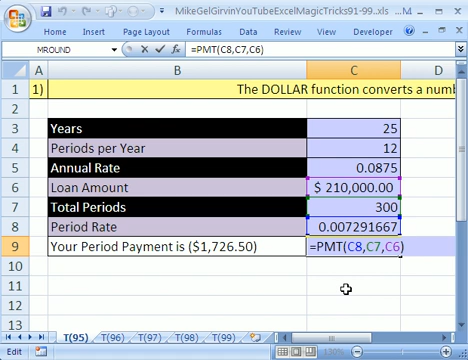 MikeGelGirvinYouTubeExcelMagicTricks91-99...xls... M...
Home Insert Page Layout Formulas Data Review View Developer
MROUND =PMT(C8,C7,C6)
A B C D
1 1) The DOLLAR function converts a numb
2
3 Years 25
4 Periods per Year 12
5 Annual Rate 0.0875
6 Loan Amount $ 210,000.00
7 Total Periods 300
8 Period Rate 0.007291667
9 Your Period Payment is ($1,726.50) =PMT(C8,C7,C6)
10
11
12
13
T(95) T(96) T(97) T(98) T(99)
Edit 130%